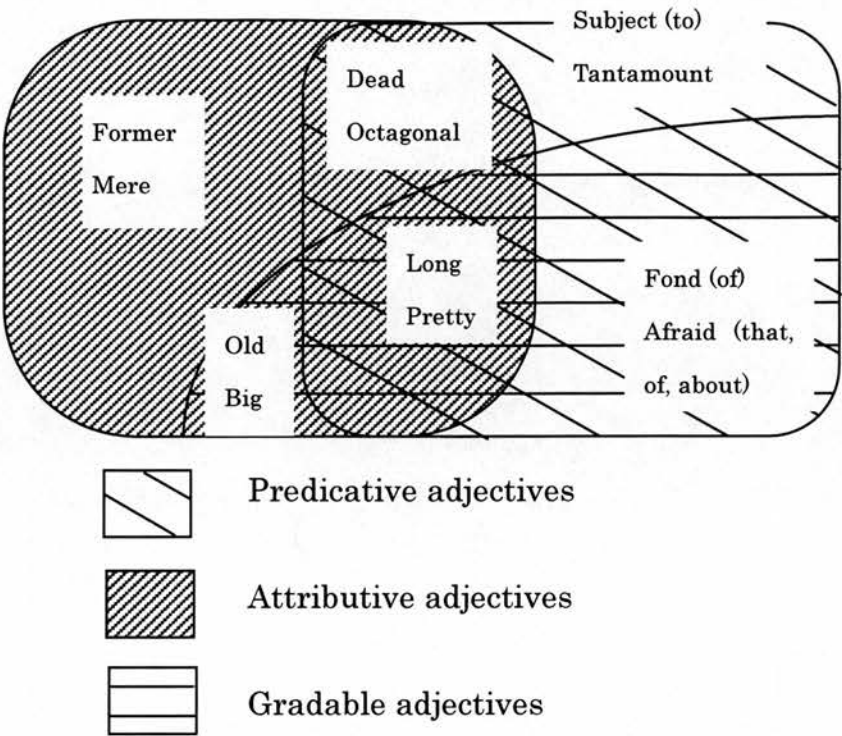 Subject (to)
Tantamount
Dead
Octagonal
Former
Mere
Long
Pretty
Fond (of)
Afraid (that,
of, about)
Old
Big
Predicative adjectives
Attributive adjectives
Gradable adjectives